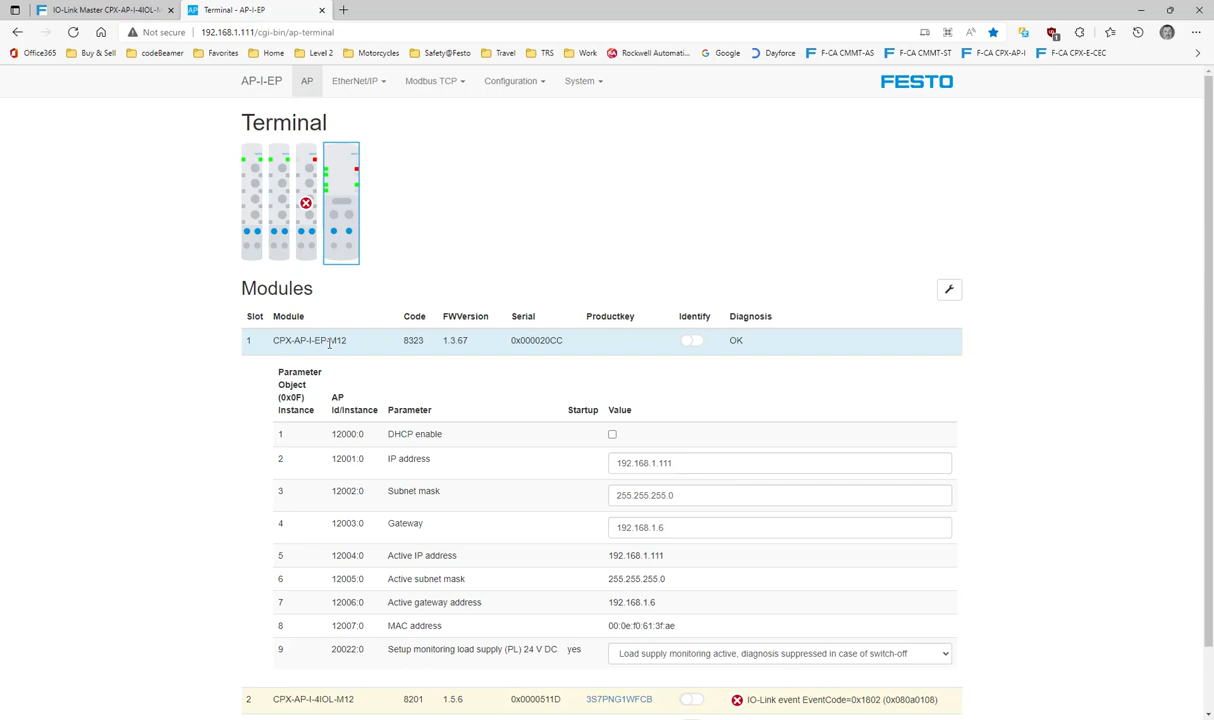 IO-Link Master CPX-AP-I-4IOL-M12
Terminal - AP-I-EP
Not secure
192.168.1.111/cgi-bin/ap-terminal
Office365 Buy & Sell codeBeamer Favorites Home Level 2 Motorcycles Safety@Festo Travel TRS Work Rockwell Automati... Google Dayforce F-CA CMMT-AS F-CA CMMT-ST F-CA CPX-AP-I F-CA CPX-E-CEC
AP-I-EP AP EtherNet/IP Modbus TCP Configuration System FESTO
Terminal
Modules
Slot Module Code FWVersion Serial Productkey Identify Diagnosis
1 CPX-AP-I-EP-M12 8323 1.3.67 0x000020CC OK
Parameter
Object
(0x0F)
Instance
AP
Id/Instance
Parameter Startup Value
1 12000:0 DHCP enable
2 12001:0 IP address 192.168.1.111
3 12002:0 Subnet mask 255.255.255.0
4 12003:0 Gateway 192.168.1.6
5 12004:0 Active IP address 192.168.1.111
6 12005:0 Active subnet mask 255.255.255.0
7 12006:0 Active gateway address 192.168.1.6
8 12007:0 MAC address 00:0e:f0:61:3f:ae
9 20022:0 Setup monitoring load supply (PL) 24 V DC yes Load supply monitoring active, diagnosis suppressed in case of switch-off
2 CPX-AP-I-4IOL-M12 8201 1.5.6 0x0000511D 3S7PNG1WFCB IO-Link event EventCode=0x1802 (0x080a0108)